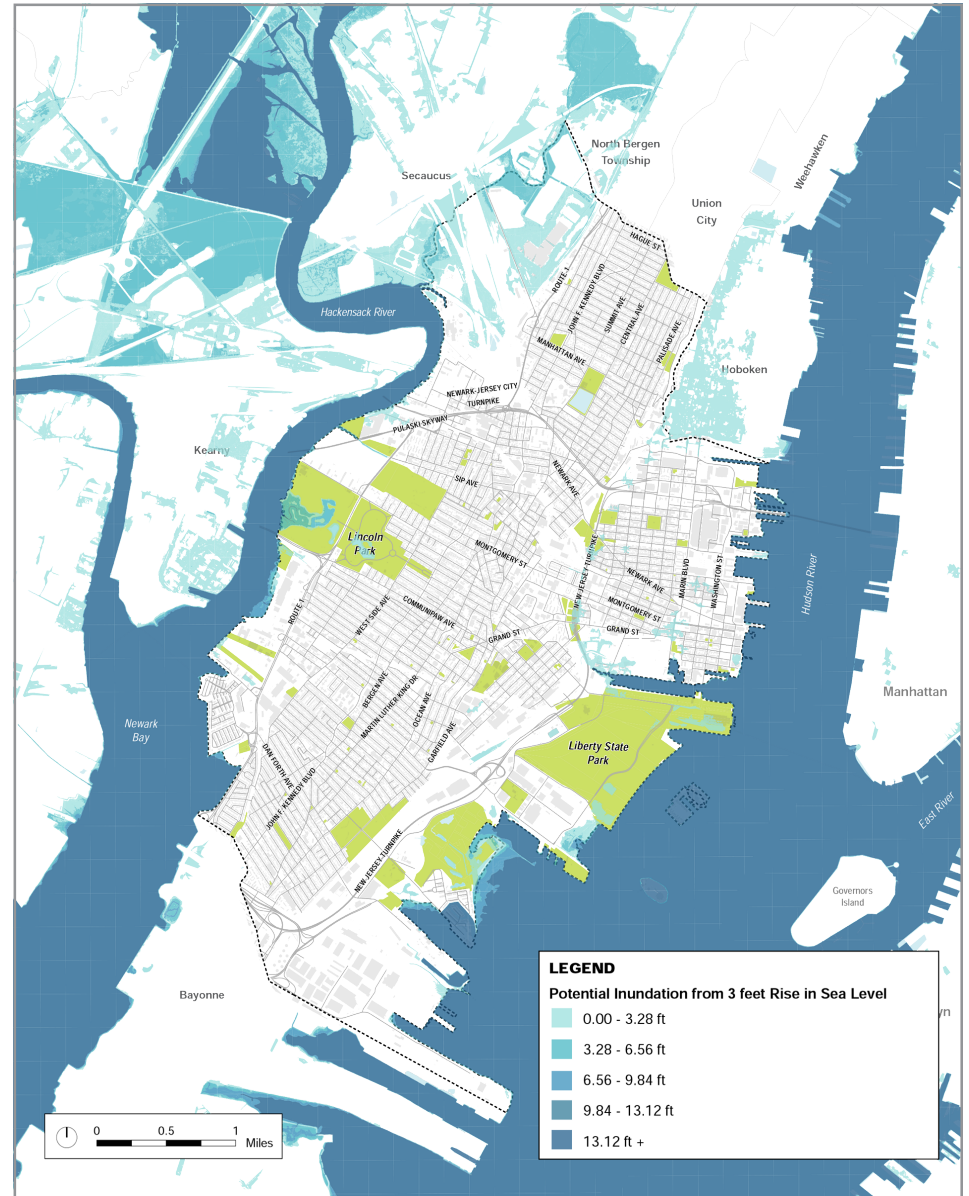 North Bergen
Township
Secaucus
Weehawken
Union
City
HAGUE ST
ROUTE 1
JOHN F. KENNEDY BLVD
SUMMIT AVE
CENTRAL AVE
PALISADE AVE
Hackensack River
MANHATTAN AVE
Hoboken
NEWARK-JERSEY CITY
TURNPIKE
PULASKI SKYWAY
Kearny
SIP AVE
NEWARK AVE
Lincoln
Park
MONTGOMERY ST
NEW JERSEY TURNPIKE
NEWARK AVE
MARIN BLVD
WASHINGTON ST
Hudson River
ROUTE 1
WEST SIDE AVE
COMMUNIPAW AVE
MONTGOMERY ST
GRAND ST
GRAND ST
BERGEN AVE
MARTIN LUTHER KING DR
OCEAN AVE
GARFIELD AVE
Manhattan
Newark
Bay
Liberty State
Park
DAN FORTH AVE
JOHN F. KENNEDY BLVD
NEW JERSEY TURNPIKE
East River
Governors
Island
Bayonne
yn
LEGEND
Potential Inundation from 3 feet Rise in Sea Level
0.00 - 3.28 ft
3.28 - 6.56 ft
6.56 - 9.84 ft
9.84 - 13.12 ft
13.12 ft +
0 0.5 1
Miles